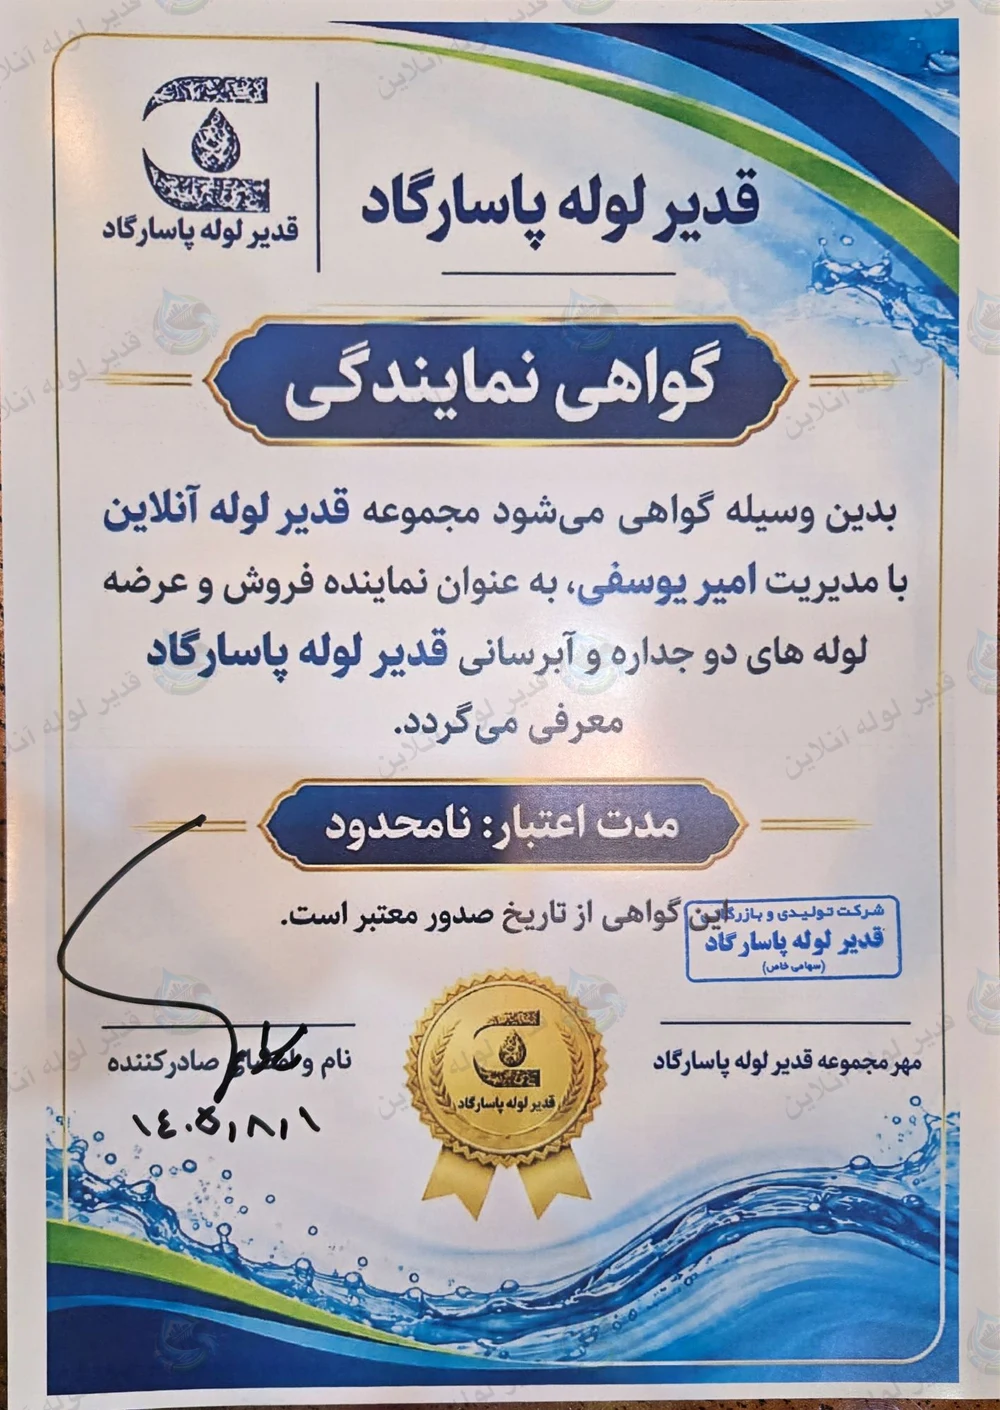 قدیر لوله پاسارگاد
قدیر لوله پاسارگاد
گواهی نمایندگی
بدین وسیله گواهی می‌شود مجموعه قدیر لوله آنلاین
با مدیریت امیر یوسفی، به عنوان نماینده فروش و عرضه
لوله های دو جداره و آبرسانی قدیر لوله پاسارگاد
معرفی می‌گردد.
مدت اعتبار: نامحدود
این گواهی از تاریخ صدور معتبر است.
شرکت تولیدی و بازرگانی
قدیر لوله پاسارگاد
(سهامی خاص)
مهر مجموعه قدیر لوله پاسارگاد
نام و امضای صادرکننده
۱۴۰۵,۸,۱
قدیر لوله پاسارگاد
قدیر لوله آنلاین